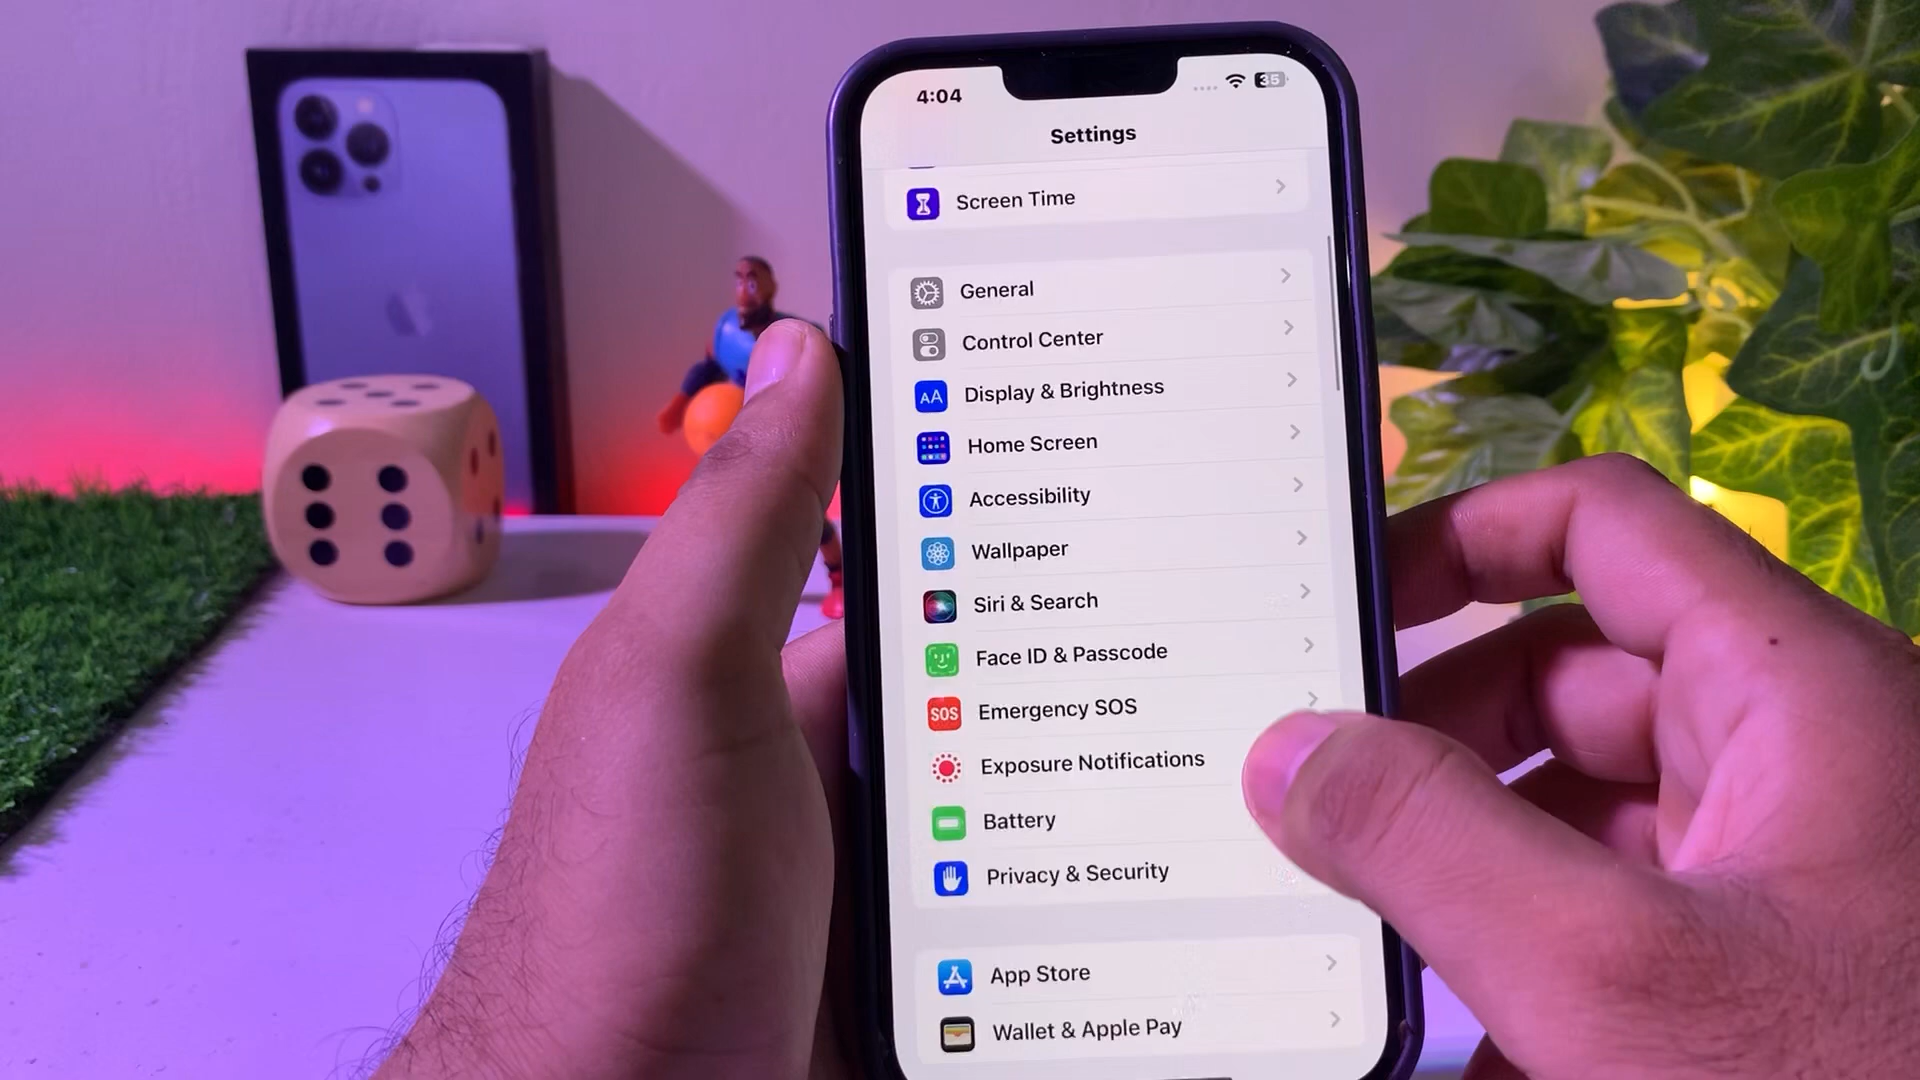 4:04
35
Settings
Screen Time
General
Control Center
AA
Display & Brightness
Home Screen
Accessibility
Wallpaper
Siri & Search
Face ID & Passcode
SOS
Emergency SOS
Exposure Notifications
Battery
Privacy & Security
App Store
Wallet & Apple Pay